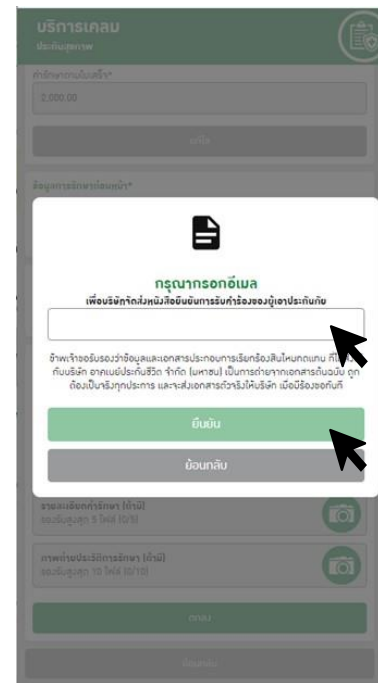 บริการเคลม
ประกันสุขภาพ
ค่ารักษาตามใบเสร็จ*
2,000.00
แก้ไข
ข้อมูลการรักษาก่อนหน้า*
กรุณากรอกอีเมล
เพื่อบริษัทจัดส่งหนังสือยืนยันการรับคำร้องของผู้เอาประกันภัย
ข้าพเจ้าขอรับรองว่าข้อมูลและเอกสารประกอบการเรียกร้องสินไหมทดแทน
กับบริษัท อาคเนย์ประกันชีวิต จำกัด (มหาชน) เป็นการถ่ายจากเอกสารต้นฉบับ ถูก
ต้องเป็นจริงทุกประการ และจะส่งเอกสารตัวจริงให้บริษัท เมื่อมีร้องขอทันที
ยืนยัน
ย้อนกลับ
รายละเอียดค่ารักษา (ถ้ามี)
รองรับสูงสุด 5 ไฟล์ (0/5)
ภาพถ่ายประวัติการรักษา (ถ้ามี)
รองรับสูงสุด 10 ไฟล์ (0/10)
ตกลง
ย้อนกลับ